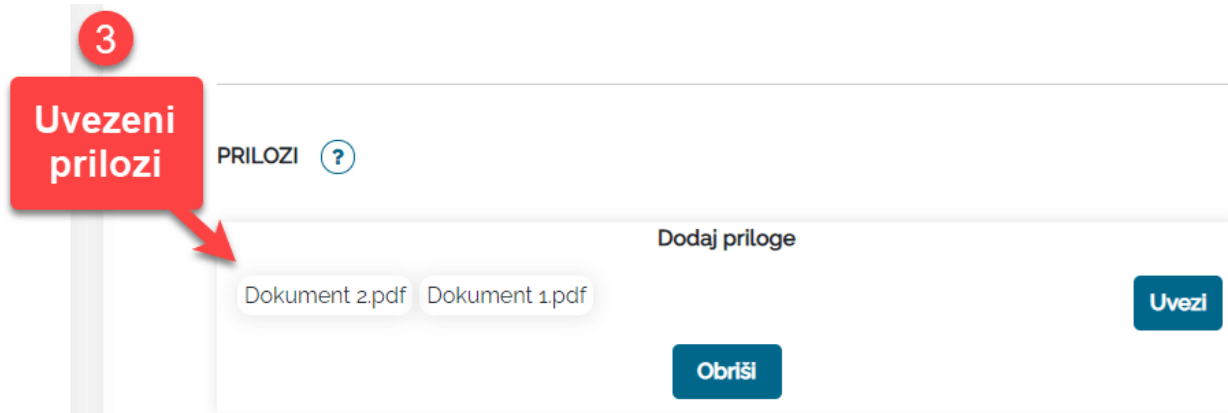 3
Uvezeni
prilozi
PRILOZI ?
Dodaj priloge
Dokument 2.pdf Dokument 1.pdf
Uvezi
Obriši